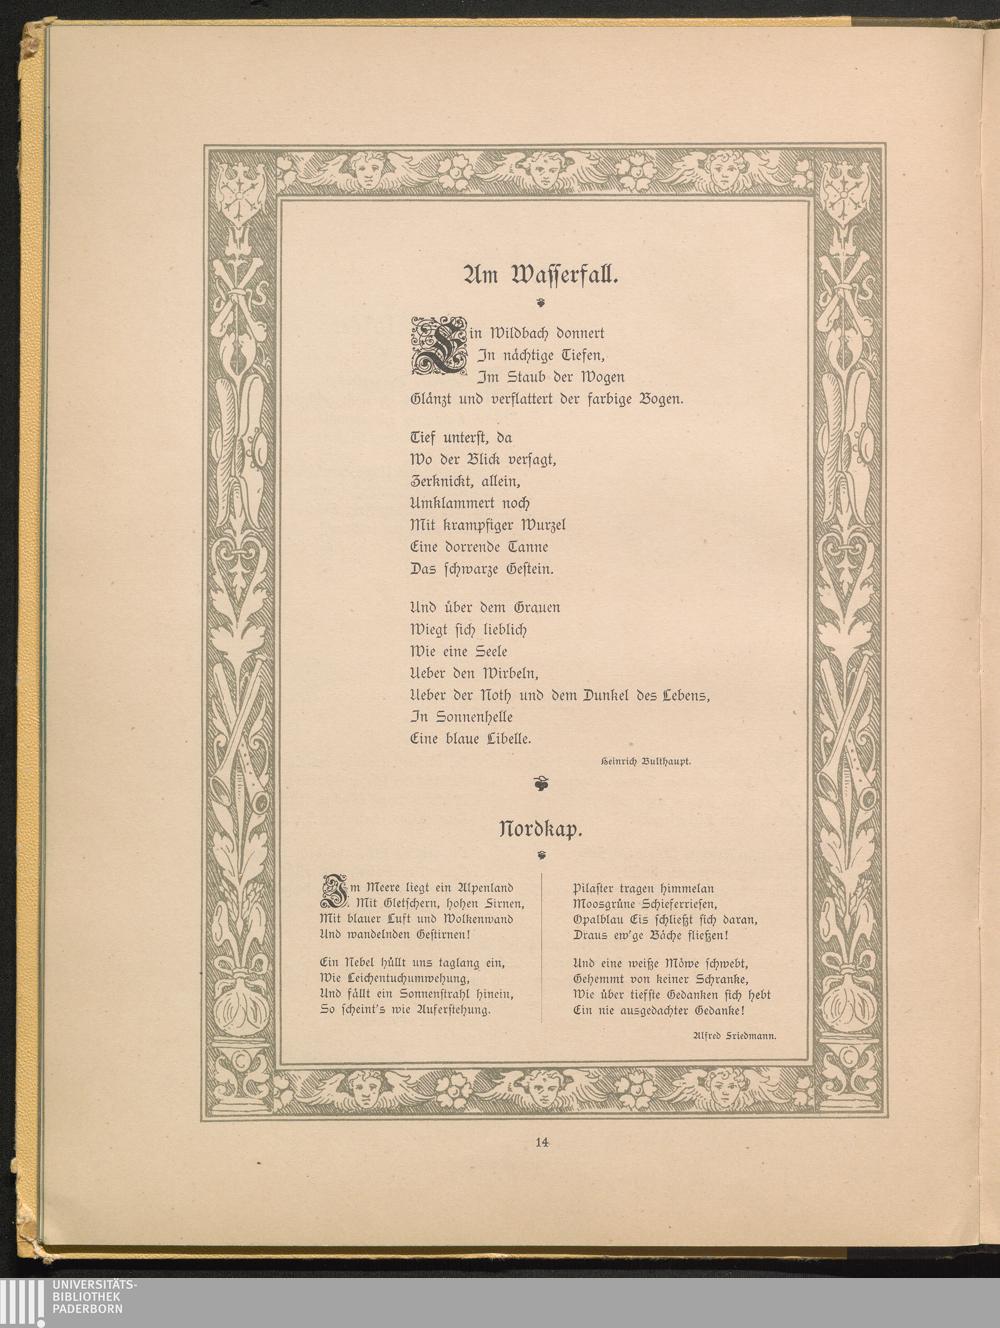 Am Wasserfall.
Ein Wildbach donnert
In nächtige Tiefen,
Im Staub der Wogen
Glänzt und verflattert der farbige Bogen.
Tief unterst, da
Wo der Blick versagt,
Zerknickt, allein,
Umklammert noch
Mit krampfiger Wurzel
Eine dorrende Tanne
Das schwarze Gestein.
Und über dem Grauen
Wiegt sich lieblich
Wie eine Seele
Ueber den Wirbeln,
Ueber der Noth und dem Dunkel des Lebens,
In Sonnenhelle
Eine blaue Libelle.
Heinrich Bulthaupt.
Nordkap.
Im Meere liegt ein Alpenland
Mit Gletschern, hohen Firnen,
Mit blauer Luft und Wolkenwand
Und wandelnden Gestirnen!
Ein Nebel hüllt uns taglang ein,
Wie Leichentuchumwehung,
Und fällt ein Sonnenstrahl hinein,
So scheint's wie Auferstehung.
Pilaster tragen himmelan
Moosgrüne Schieferriesen,
Opalblau Eis schließt sich daran,
Draus ew'ge Bäche fließen!
Und eine weiße Möwe schwebt,
Gehemmt von keiner Schranke,
Wie über tiefste Gedanken sich hebt
Ein nie ausgedachter Gedanke!
Alfred Friedmann.
14
UNIVERSITÄTS-
BIBLIOTHEK
PADERBORN